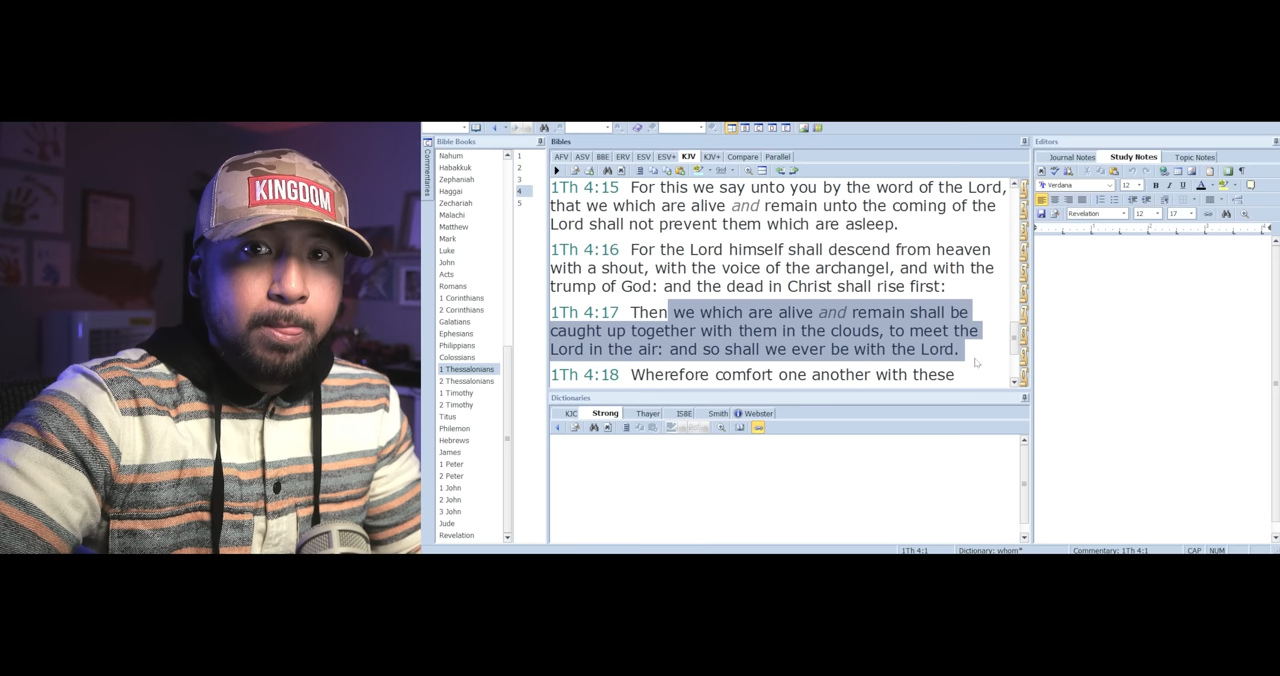 KINGDOM
Commentaries
Bible Books
Nahum
Habakkuk
Zephaniah
Haggai
Zechariah
Malachi
Matthew
Mark
Luke
John
Acts
Romans
1 Corinthians
2 Corinthians
Galatians
Ephesians
Philippians
Colossians
1 Thessalonians
2 Thessalonians
1 Timothy
2 Timothy
Titus
Philemon
Hebrews
James
1 Peter
2 Peter
1 John
2 John
3 John
Jude
Revelation
1
2
3
4
5
Bibles
AFV ASV BBE ERV ESV ESV+ KJV KJV+ Compare Parallel
1Th 4:15 For this we say unto you by the word of the Lord,
that we which are alive and remain unto the coming of the
Lord shall not prevent them which are asleep.
1Th 4:16 For the Lord himself shall descend from heaven
with a shout, with the voice of the archangel, and with the
trump of God: and the dead in Christ shall rise first:
1Th 4:17 Then we which are alive and remain shall be
caught up together with them in the clouds, to meet the
Lord in the air: and so shall we ever be with the Lord.
1Th 4:18 Wherefore comfort one another with these
Dictionaries
KJC Strong Thayer ISBE Smith Webster
Editors
Journal Notes Study Notes Topic Notes
Verdana 12 B I U A
Revelation 12 17
1Th 4:1 Dictionary: whom* Commentary: 1Th 4:1 CAP NUM